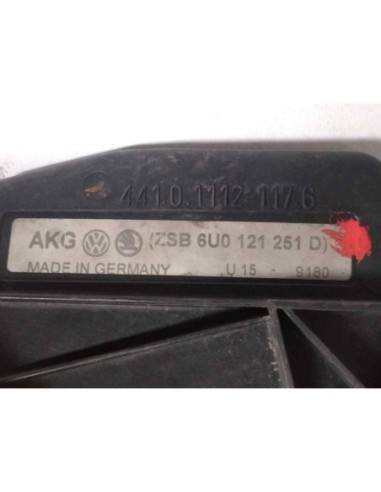 441.0.1112-117.6
AKG (ZSB 6U0 121 251 D)
MADE IN GERMANY U 15 - 9180